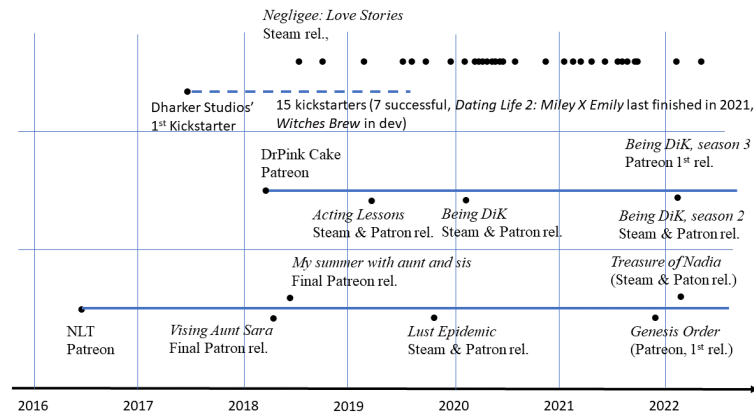 Negligee: Love Stories
Steam rel.,
Dharker Studios'
1st Kickstarter
15 kickstarters (7 successful, Dating Life 2: Miley X Emily last finished in 2021,
Witches Brew in dev)
DrPink Cake
Patreon
Being DiK, season 3
Patreon 1st rel.
Acting Lessons
Steam & Patron rel.
Being DiK
Steam & Patron rel.
Being DiK, season 2
Steam & Patron rel.
My summer with aunt and sis
Final Patreon rel.
Treasure of Nadia
(Steam & Paton rel.)
NLT
Patreon
Vising Aunt Sara
Final Patron rel.
Lust Epidemic
Steam & Patron rel.
Genesis Order
(Patreon, 1st rel.)
2016 2017 2018 2019 2020 2021 2022